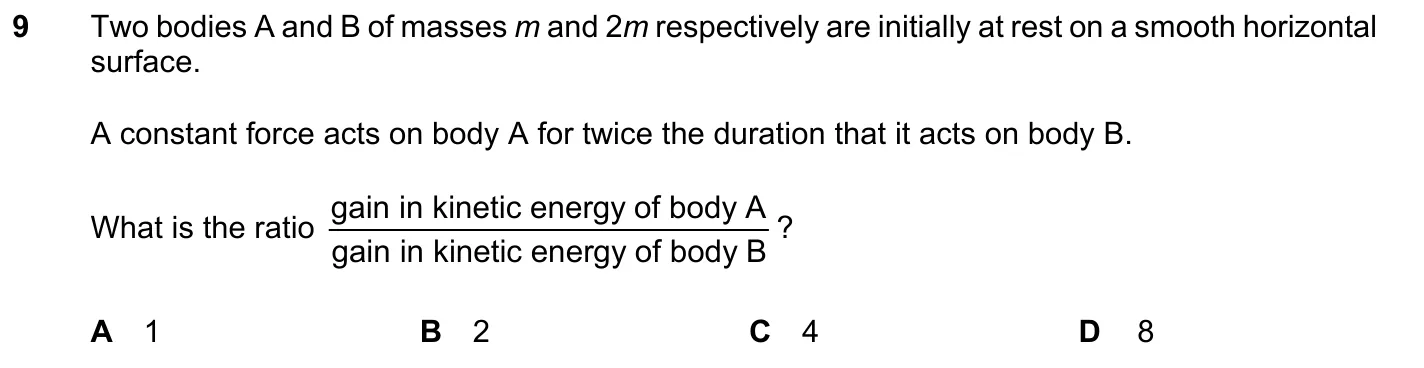 9 Two bodies A and B of masses m and 2m respectively are initially at rest on a smooth horizontal
surface.
A constant force acts on body A for twice the duration that it acts on body B.
What is the ratio gain in kinetic energy of body A
gain in kinetic energy of body B ?
A 1 B 2 C 4 D 8